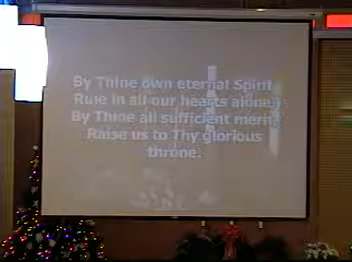 By Thine own eternal Spirit
Rule in all our hearts alone;
By Thine all sufficient merit,
Raise us to Thy glorious
throne.